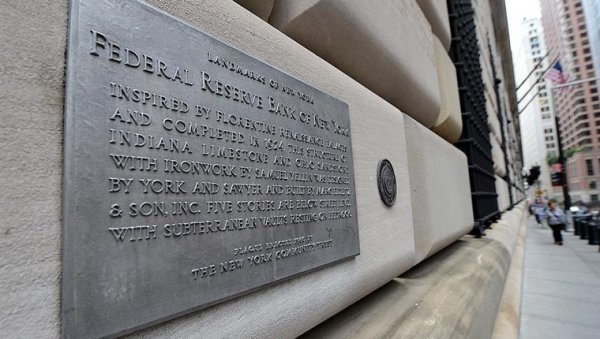 LANDMARKS OF NEW YORK
FEDERAL RESERVE BANK OF NEW YORK
INSPIRED BY FLORENTINE RENAISSANCE PALACES
AND COMPLETED IN 1924 THIS STRUCTURE OF
INDIANA LIMESTONE AND OHIO SANDSTONE
WITH IRONWORK BY SAMUEL YELLIN WAS DESIGNED
BY YORK AND SAWYER AND BUILT BY MARC EIDLITZ
& SON, INC. FIVE STORIES ARE BELOW STREET LEVEL
WITH SUBTERRANEAN VAULTS RESTING ON BEDROCK.
PLAQUE ERECTED BY
THE NEW YORK COMMUNITY TRUST